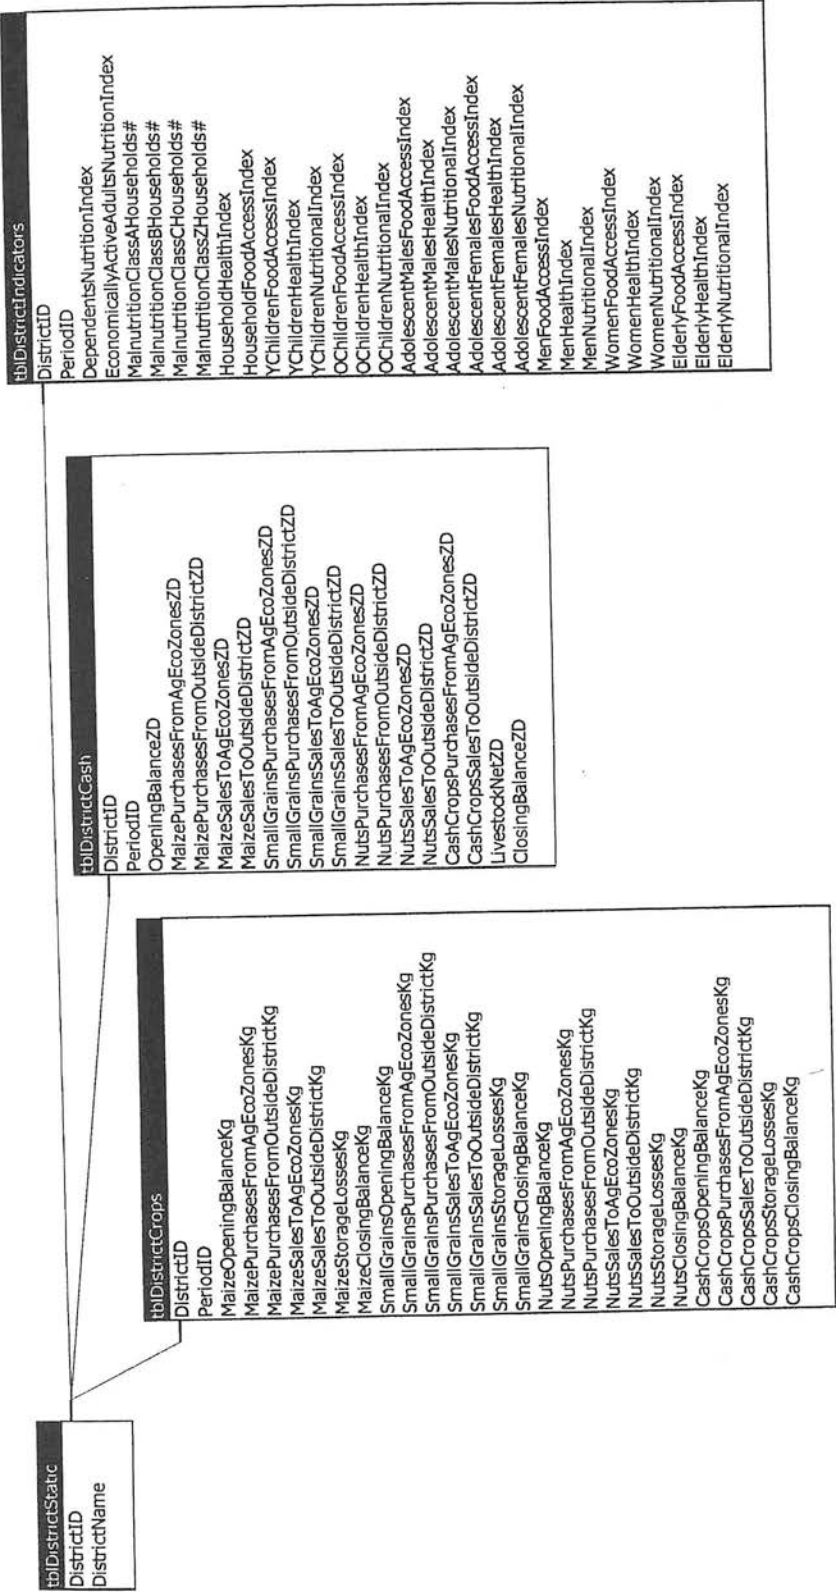 tblDistrictStatic
DistrictID
DistrictName
tblDistrictCrops
DistrictID
PeriodID
MaizeOpeningBalanceKg
MaizePurchasesFromAgEcoZonesKg
MaizePurchasesFromOutsideDistrictKg
MaizeSalesToAgEcoZonesKg
MaizeSalesToOutsideDistrictKg
MaizeStorageLossesKg
MaizeClosingBalanceKg
SmallGrainsOpeningBalanceKg
SmallGrainsPurchasesFromAgEcoZonesKg
SmallGrainsPurchasesFromOutsideDistrictKg
SmallGrainsSalesToAgEcoZonesKg
SmallGrainsSalesToOutsideDistrictKg
SmallGrainsStorageLossesKg
SmallGrainsClosingBalanceKg
NutsOpeningBalanceKg
NutsPurchasesFromAgEcoZonesKg
NutsPurchasesFromOutsideDistrictKg
NutsSalesToAgEcoZonesKg
NutsSalesToOutsideDistrictKg
NutsStorageLossesKg
NutsClosingBalanceKg
CashCropsOpeningBalanceKg
CashCropsPurchasesFromAgEcoZonesKg
CashCropsSalesToOutsideDistrictKg
CashCropsStorageLossesKg
CashCropsClosingBalanceKg
tblDistrictCash
DistrictID
PeriodID
OpeningBalanceZD
MaizePurchasesFromAgEcoZonesZD
MaizePurchasesFromOutsideDistrictZD
MaizeSalesToAgEcoZonesZD
MaizeSalesToOutsideDistrictZD
SmallGrainsPurchasesFromAgEcoZonesZD
SmallGrainsPurchasesFromOutsideDistrictZD
SmallGrainsSalesToAgEcoZonesZD
SmallGrainsSalesToOutsideDistrictZD
NutsPurchasesFromAgEcoZonesZD
NutsPurchasesFromOutsideDistrictZD
NutsSalesToAgEcoZonesZD
NutsSalesToOutsideDistrictZD
CashCropsPurchasesFromAgEcoZonesZD
CashCropsSalesToOutsideDistrictZD
LivestockNetZD
ClosingBalanceZD
tblDistrictIndicators
DistrictID
PeriodID
DependentsNutritionIndex
EconomicallyActiveAdultsNutritionIndex
MalnutritionClassAHouseholds#
MalnutritionClassBHouseholds#
MalnutritionClassCHouseholds#
MalnutritionClassZHouseholds#
HouseholdHealthIndex
HouseholdFoodAccessIndex
YChildrenFoodAccessIndex
YChildrenHealthIndex
YChildrenNutritionalIndex
OChildrenFoodAccessIndex
OChildrenHealthIndex
OChildrenNutritionalIndex
AdolescentMalesFoodAccessIndex
AdolescentMalesHealthIndex
AdolescentMalesNutritionalIndex
AdolescentFemalesFoodAccessIndex
AdolescentFemalesHealthIndex
AdolescentFemalesNutritionalIndex
MenFoodAccessIndex
MenHealthIndex
MenNutritionalIndex
WomenFoodAccessIndex
WomenHealthIndex
WomenNutritionalIndex
ElderlyFoodAccessIndex
ElderlyHealthIndex
ElderlyNutritionalIndex